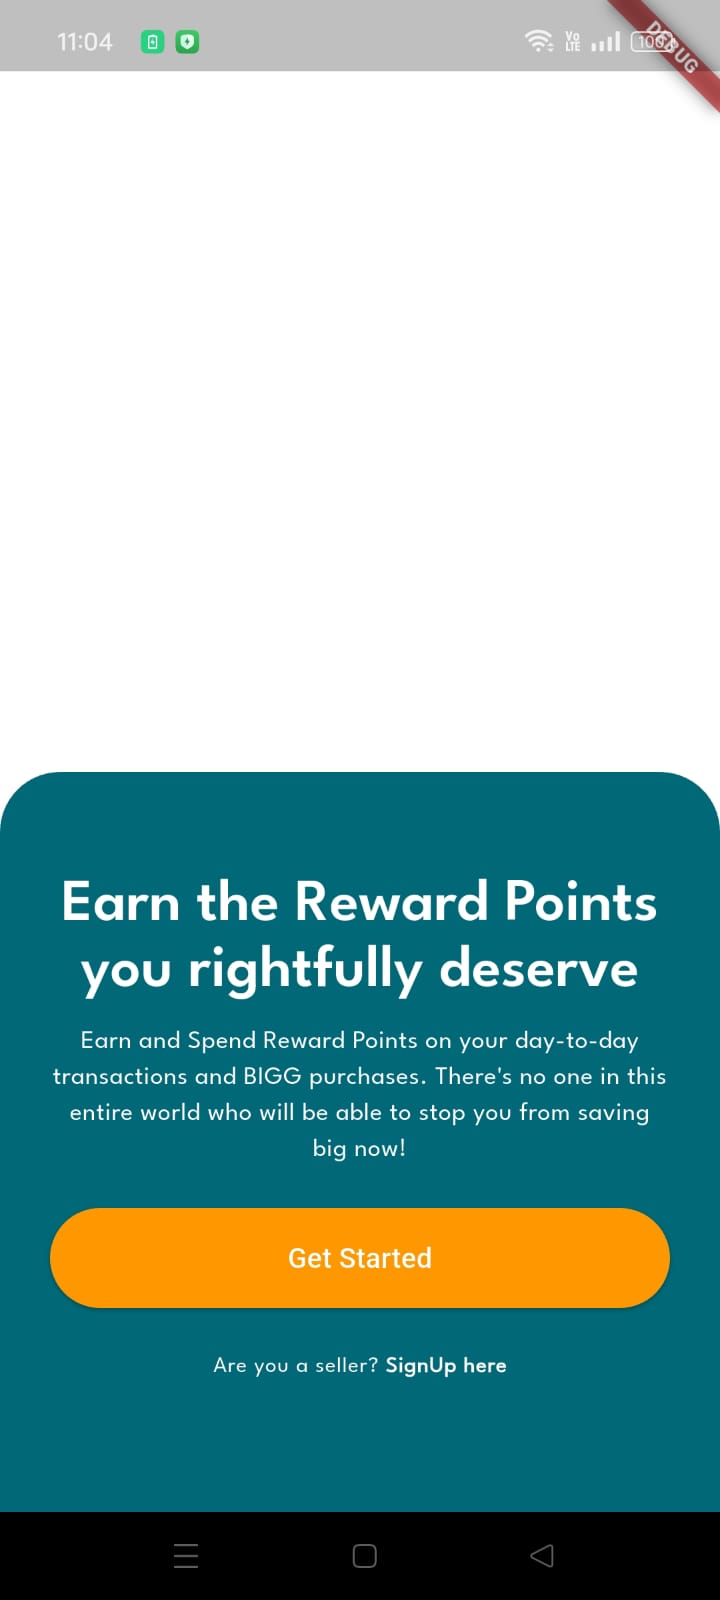 11:04
Vo
LTE
100
DEBUG
Earn the Reward Points
you rightfully deserve
Earn and Spend Reward Points on your day-to-day
transactions and BIGG purchases. There's no one in this
entire world who will be able to stop you from saving
big now!
Get Started
Are you a seller? SignUp here